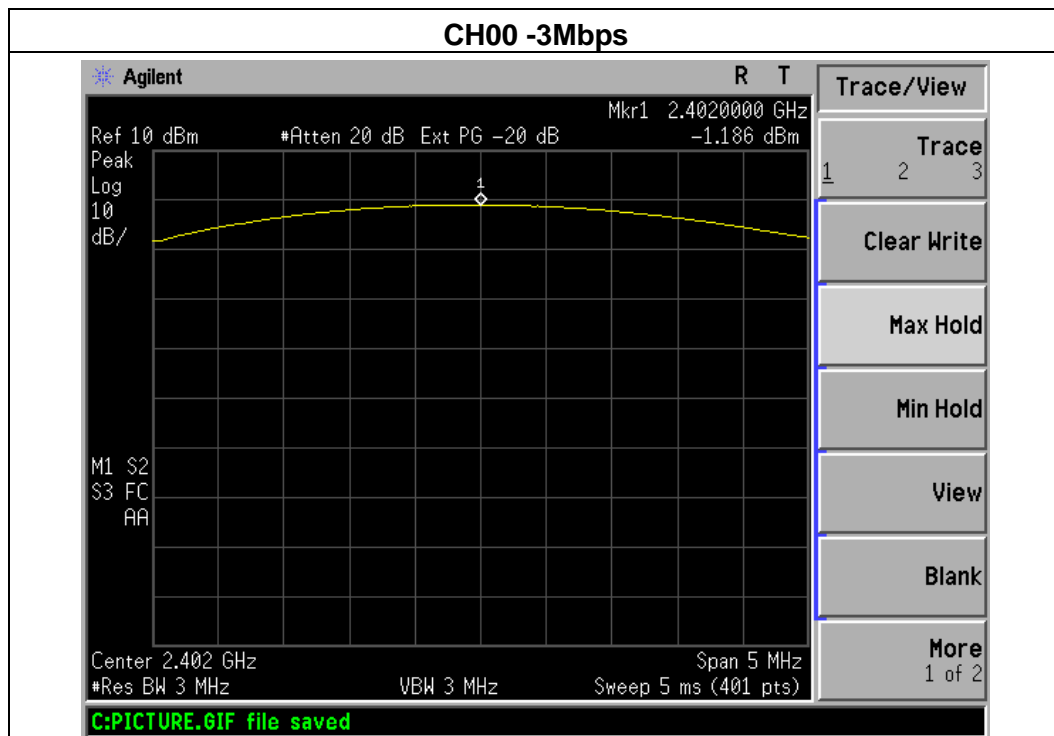 CH00 -3Mbps
Agilent R T
Mkr1 2.4020000 GHz
Ref 10 dBm #Atten 20 dB Ext PG -20 dB -1.186 dBm
Peak
Log
10
dB/
1
M1 S2
S3 FC
AA
Center 2.402 GHz Span 5 MHz
#Res BW 3 MHz VBW 3 MHz Sweep 5 ms (401 pts)
C:PICTURE.GIF file saved
Trace/View
Trace
1 2 3
Clear Write
Max Hold
Min Hold
View
Blank
More
1 of 2